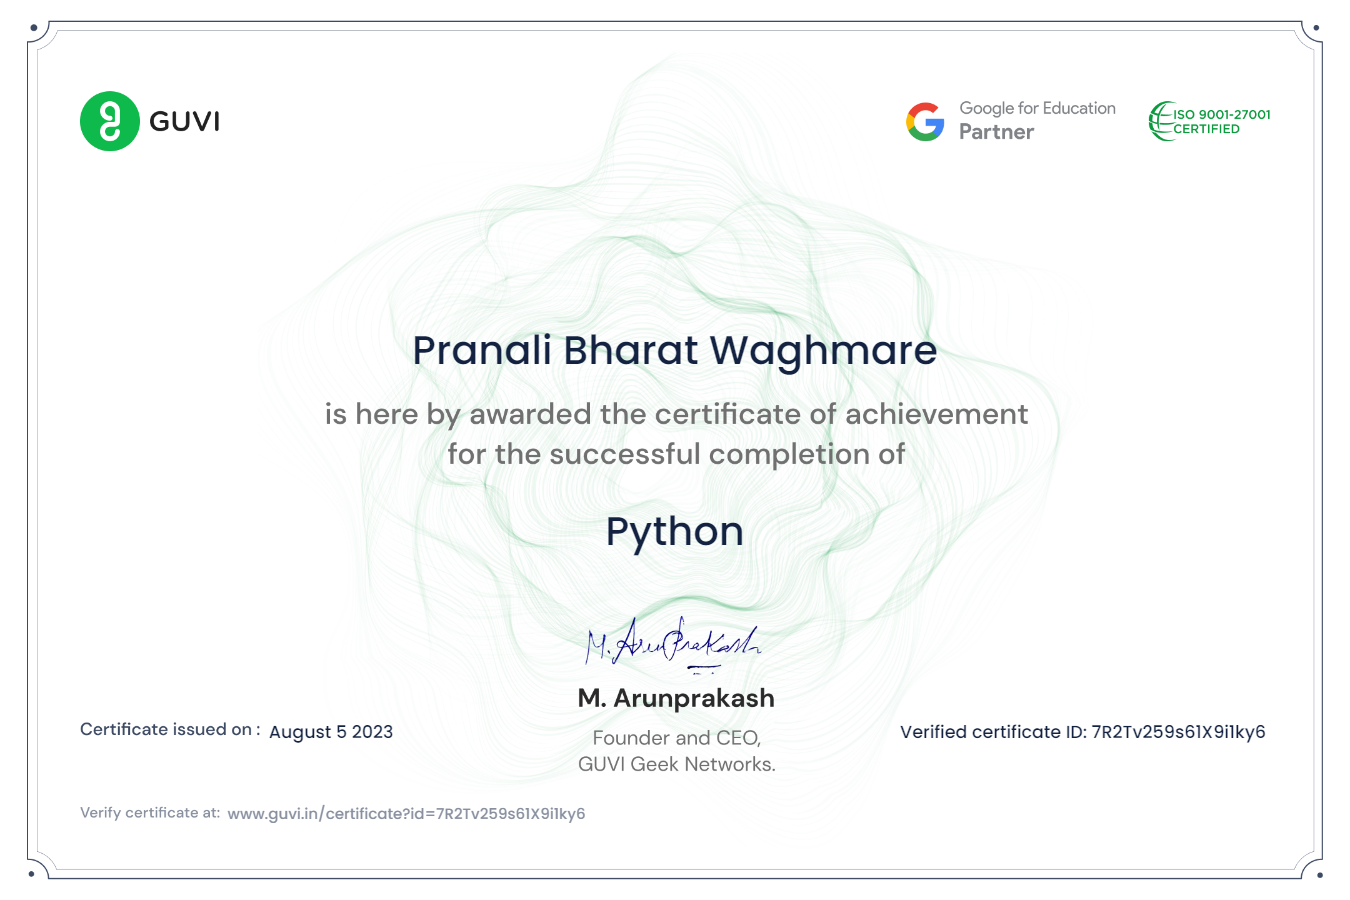 GUVI
Google for Education
Partner
ISO 9001-27001
CERTIFIED
Pranali Bharat Waghmare
is here by awarded the certificate of achievement
for the successful completion of
Python
M. ArunPrakash
M. Arunprakash
Founder and CEO,
GUVI Geek Networks.
Certificate issued on : August 5 2023
Verified certificate ID: 7R2Tv259s61X9i1ky6
Verify certificate at: www.guvi.in/certificate?id=7R2Tv259s61X9i1ky6